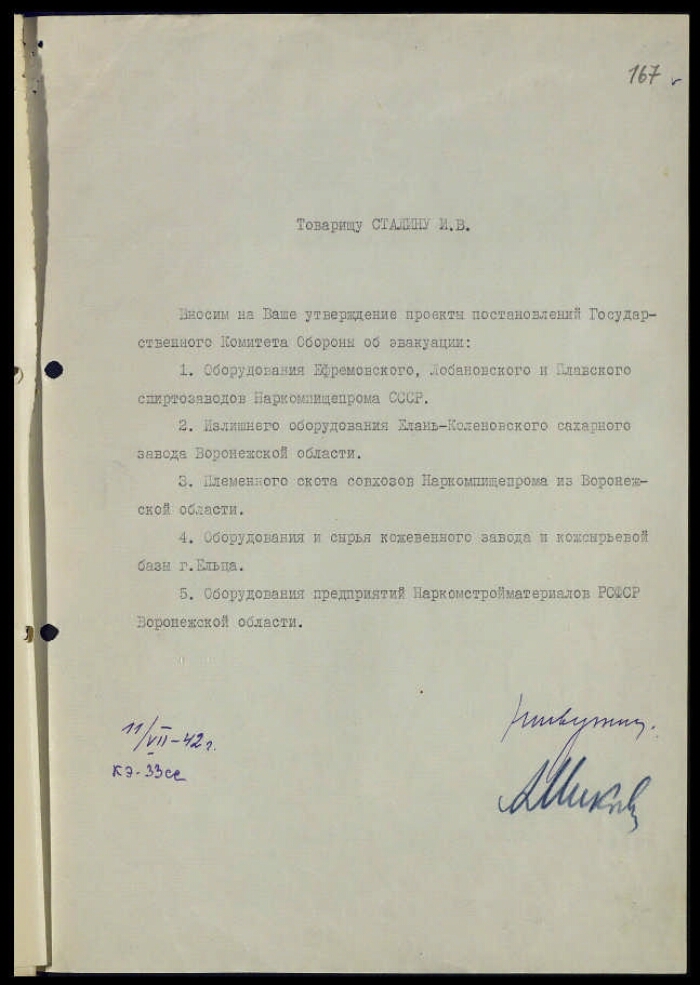 167
Товарищу СТАЛИНУ И.В.
Вносим на Ваше утверждение проекты постановлений Государ-
ственного Комитета Обороны об эвакуации:
1. Оборудования Ефремовского, Лобановского и Плавского
спиртозаводов Наркомпищепрома СССР.
2. Излишнего оборудования Елань-Коленовского сахарного
завода Воронежской области.
3. Племенного скота совхозов Наркомпищепрома из Воронеж-
ской области.
4. Оборудования и сырья кожевенного завода и кожсырьевой
базы г.Ельца.
5. Оборудования предприятий Наркомстройматериалов РСФСР
Воронежской области.
11/VII-42 г.
КЭ-33сс
АМикоян